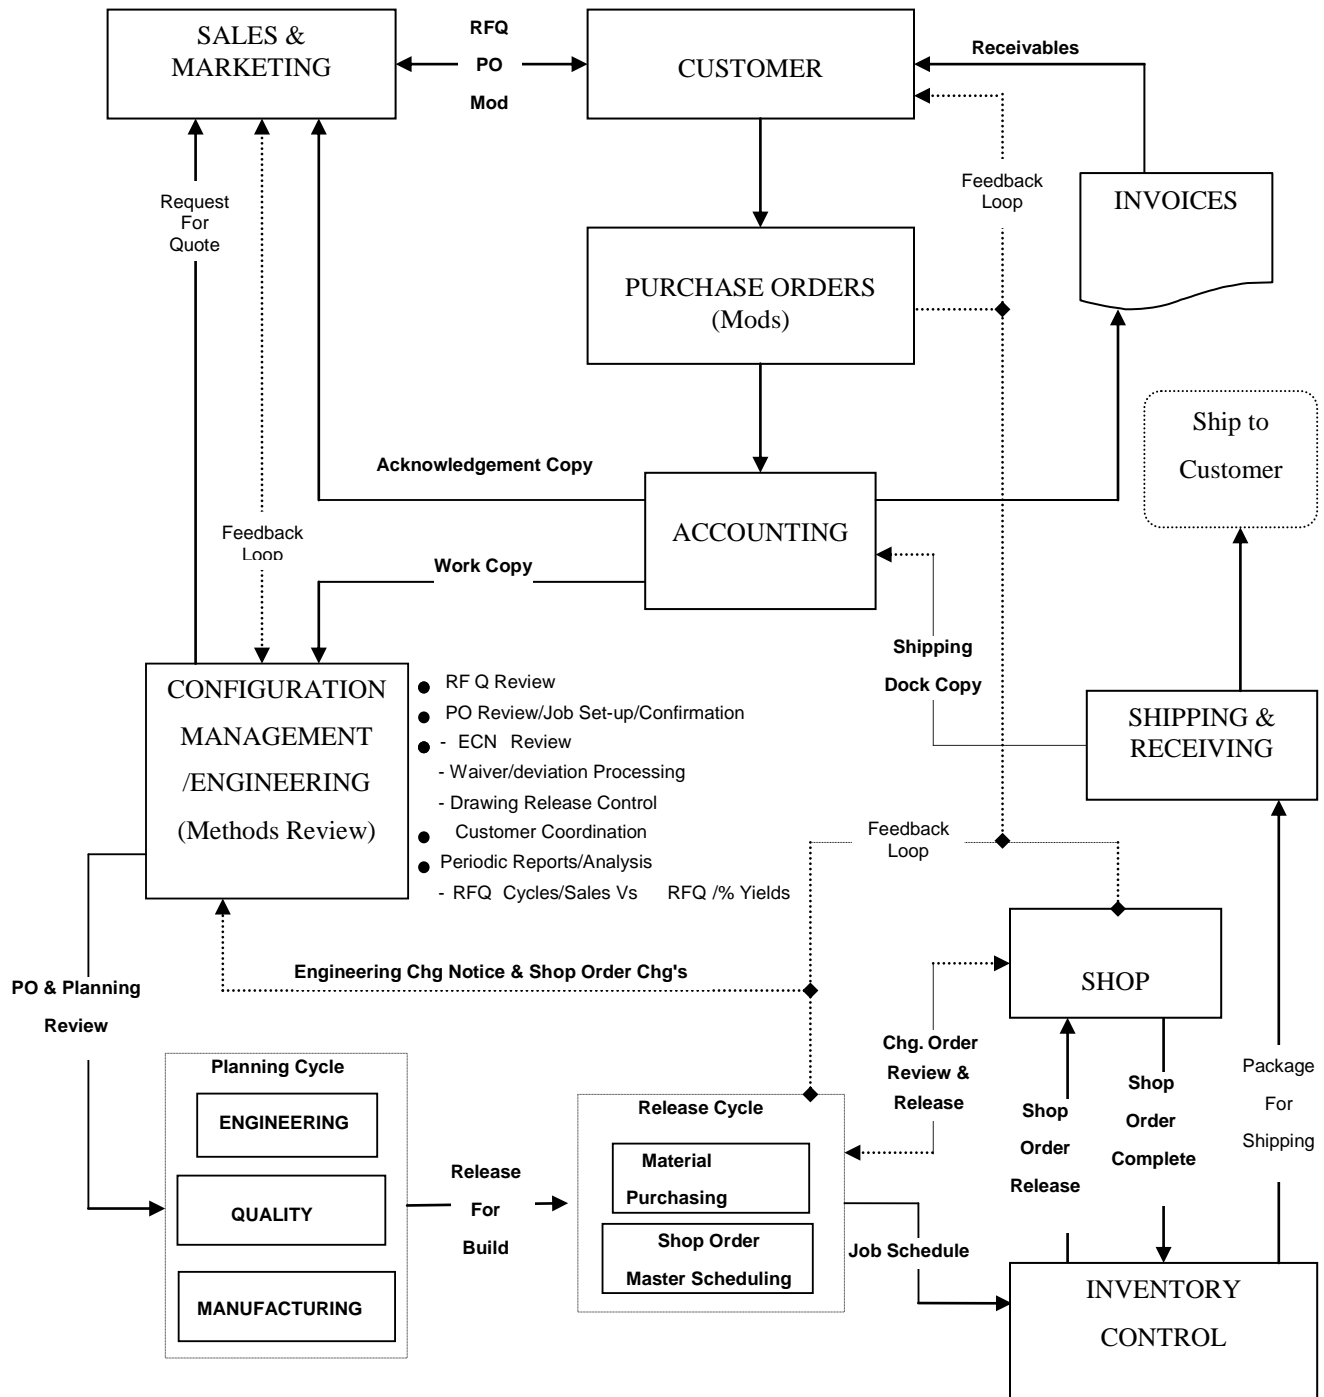 SALES &
MARKETING
RFQ
PO
Mod
CUSTOMER
Receivables
Request
For
Quote
Feedback
Loop
INVOICES
PURCHASE ORDERS
(Mods)
Ship to
Customer
Acknowledgement Copy
ACCOUNTING
Feedback
Loop
Work Copy
Shipping
Dock Copy
CONFIGURATION
MANAGEMENT
/ENGINEERING
(Methods Review)
● RF Q Review
● PO Review/Job Set-up/Confirmation
● - ECN Review
- Waiver/deviation Processing
- Drawing Release Control
● Customer Coordination
● Periodic Reports/Analysis
- RFQ Cycles/Sales Vs RFQ /% Yields
SHIPPING &
RECEIVING
Feedback
Loop
Engineering Chg Notice & Shop Order Chg's
SHOP
PO & Planning
Review
Planning Cycle
ENGINEERING
QUALITY
MANUFACTURING
Release
For
Build
Release Cycle
Material
Purchasing
Shop Order
Master Scheduling
Chg. Order
Review &
Release
Shop
Order
Release
Shop
Order
Complete
Package
For
Shipping
Job Schedule
INVENTORY
CONTROL